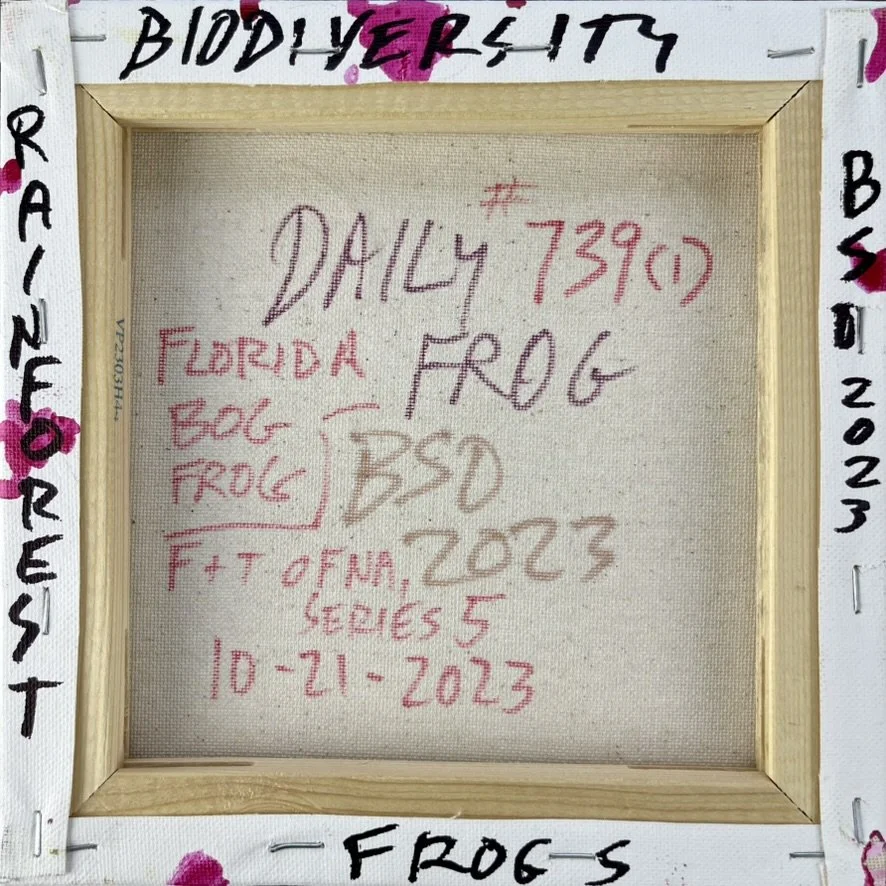 BIODIVERSITY
RAINFOREST
# 739(1)
DAILY
FROG
FLORIDA
BOG
FROG
BSD
2023
F+T OF NA,
SERIES 5
10-21-2023
BSD 2023
FROGS